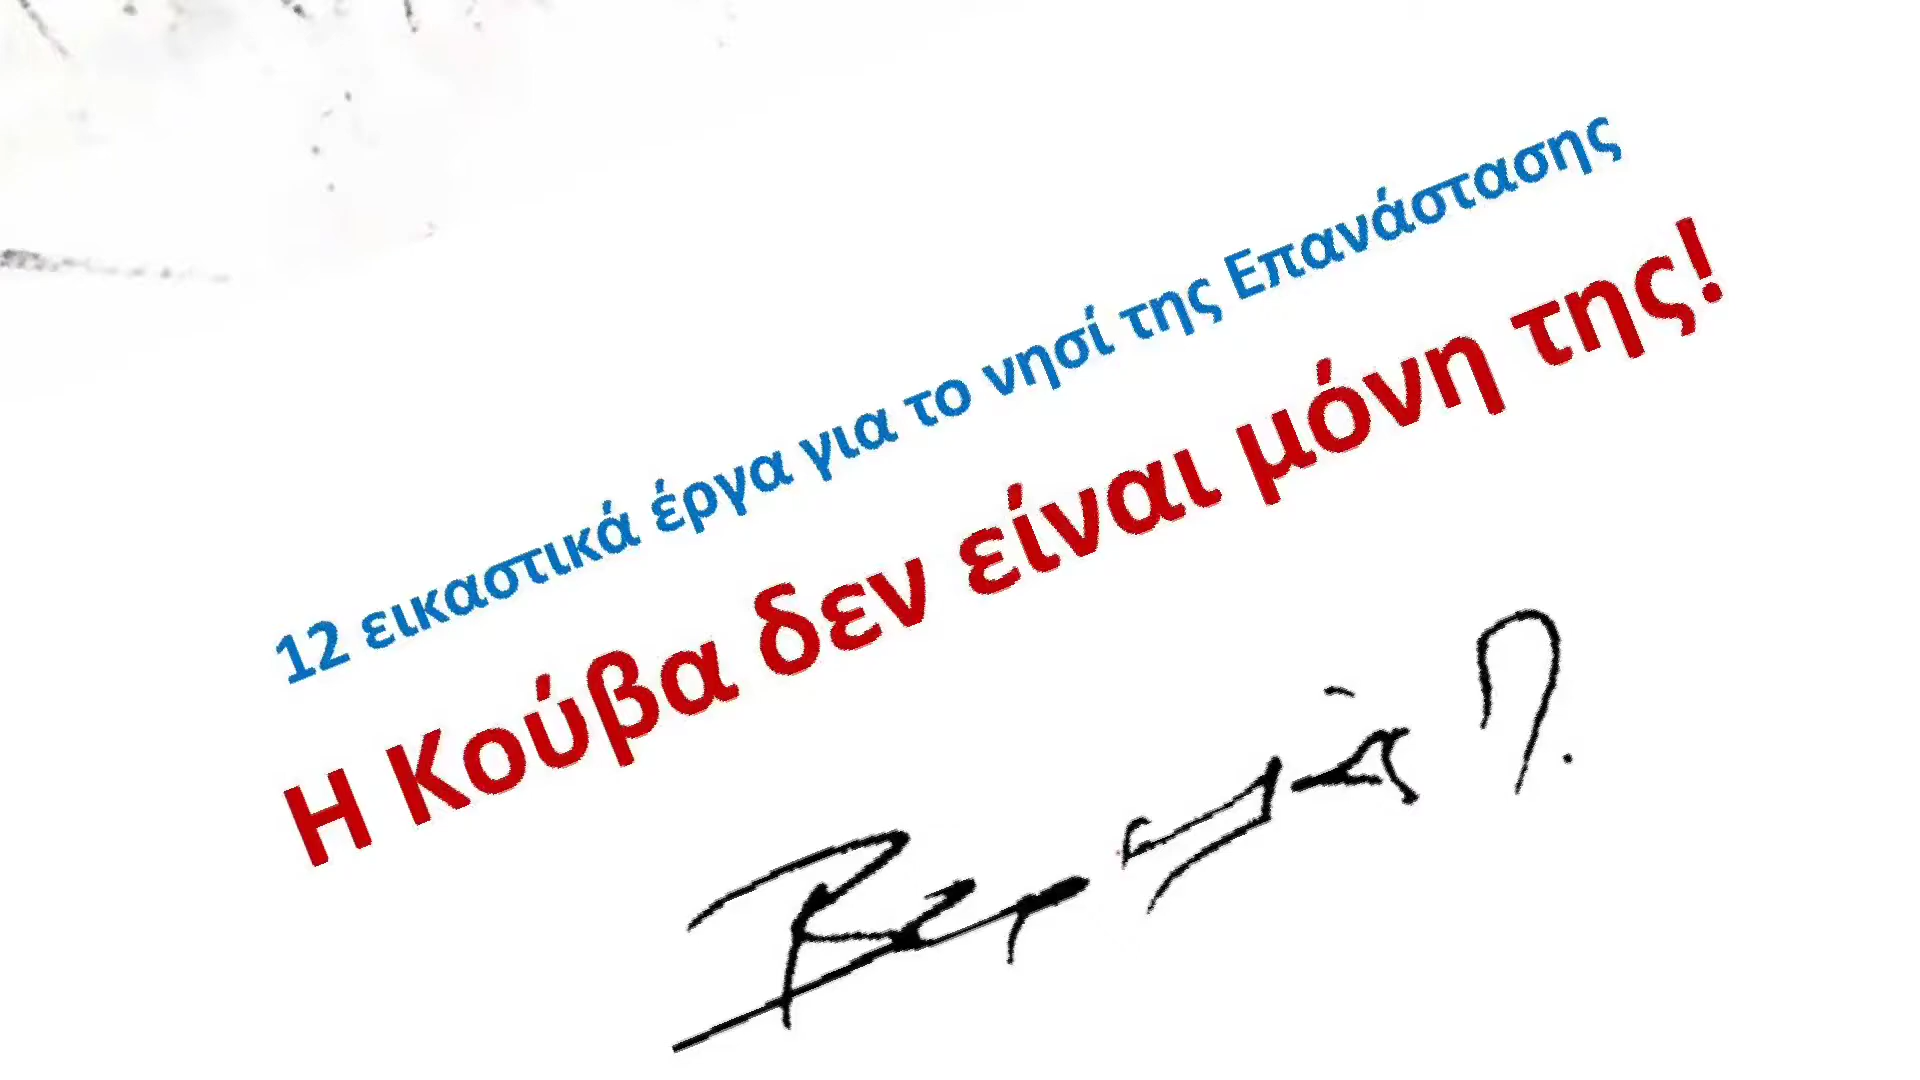 12 εικαστικά έργα για το νησί της Επανάστασης
Η Κούβα δεν είναι μόνη της!